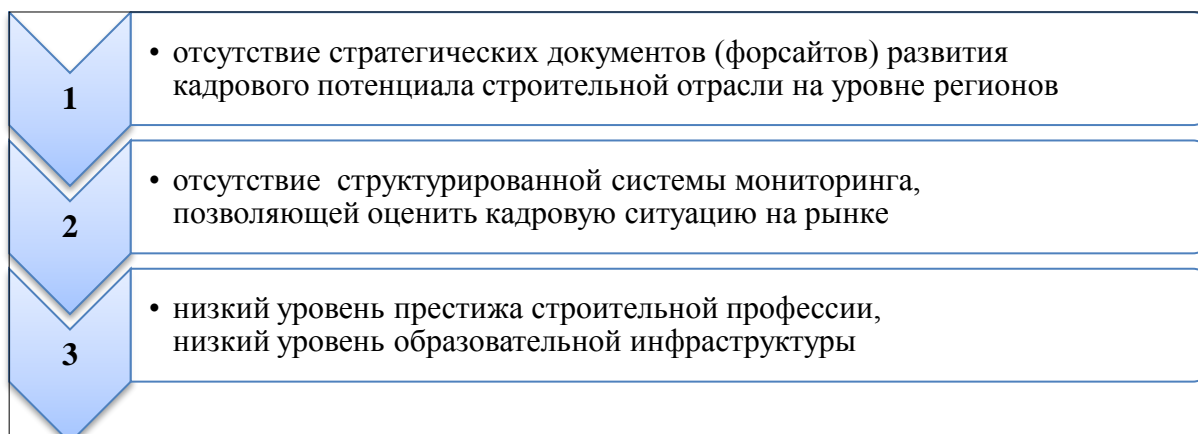 1
• отсутствие стратегических документов (форсайтов) развития
кадрового потенциала строительной отрасли на уровне регионов
2
• отсутствие структурированной системы мониторинга,
позволяющей оценить кадровую ситуацию на рынке
3
• низкий уровень престижа строительной профессии,
низкий уровень образовательной инфраструктуры